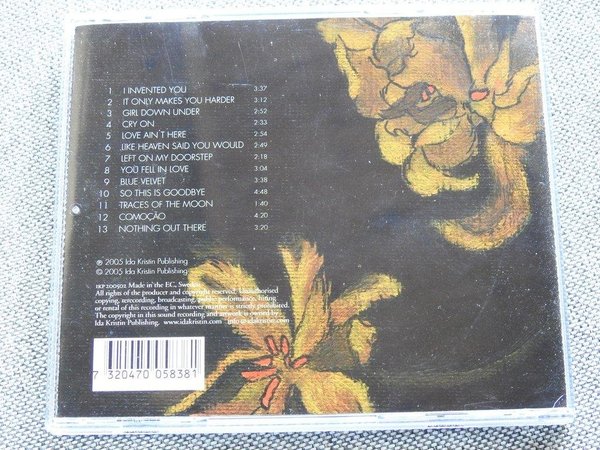 1 I INVENTED YOU 3:37
2 IT ONLY MAKES YOU HARDER 3:12
3 GIRL DOWN UNDER 2:52
4 CRY ON 2:33
5 LOVE AIN'T HERE 2:54
6 LIKE HEAVEN SAID YOU WOULD 2:49
7 LEFT ON MY DOORSTEP 2:18
8 YOU FELL IN LOVE 3:04
9 BLUE VELVET 3:38
10 SO THIS IS GOODBYE 4:48
11 TRACES OF THE MOON 1:40
12 COMOÇÃO 4:20
13 NOTHING OUT THERE 3:20
℗ 2005 Ida Kristin Publishing
© 2005 Ida Kristin Publishing
IKP 200502 Made in the EC, Sweden
All rights of the producer and copyright reserved. Unauthorised
copying, rerecording, broadcasting, public performance, hiring
or rental of this recording in whatever manner is strictly prohibited.
The copyright in this sound recording and artwork is owned by
Ida Kristin Publishing. www.idakristin.com info@idakristin.com
7 320470 058381